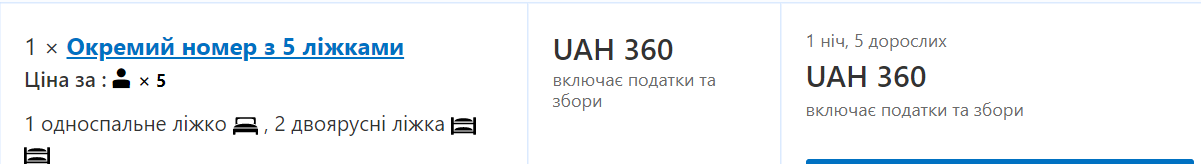 1 × Окремий номер з 5 ліжками
Ціна за : × 5
1 односпальне ліжко , 2 двоярусні ліжка
UAH 360
включає податки та
збори
1 ніч, 5 дорослих
UAH 360
включає податки та збори